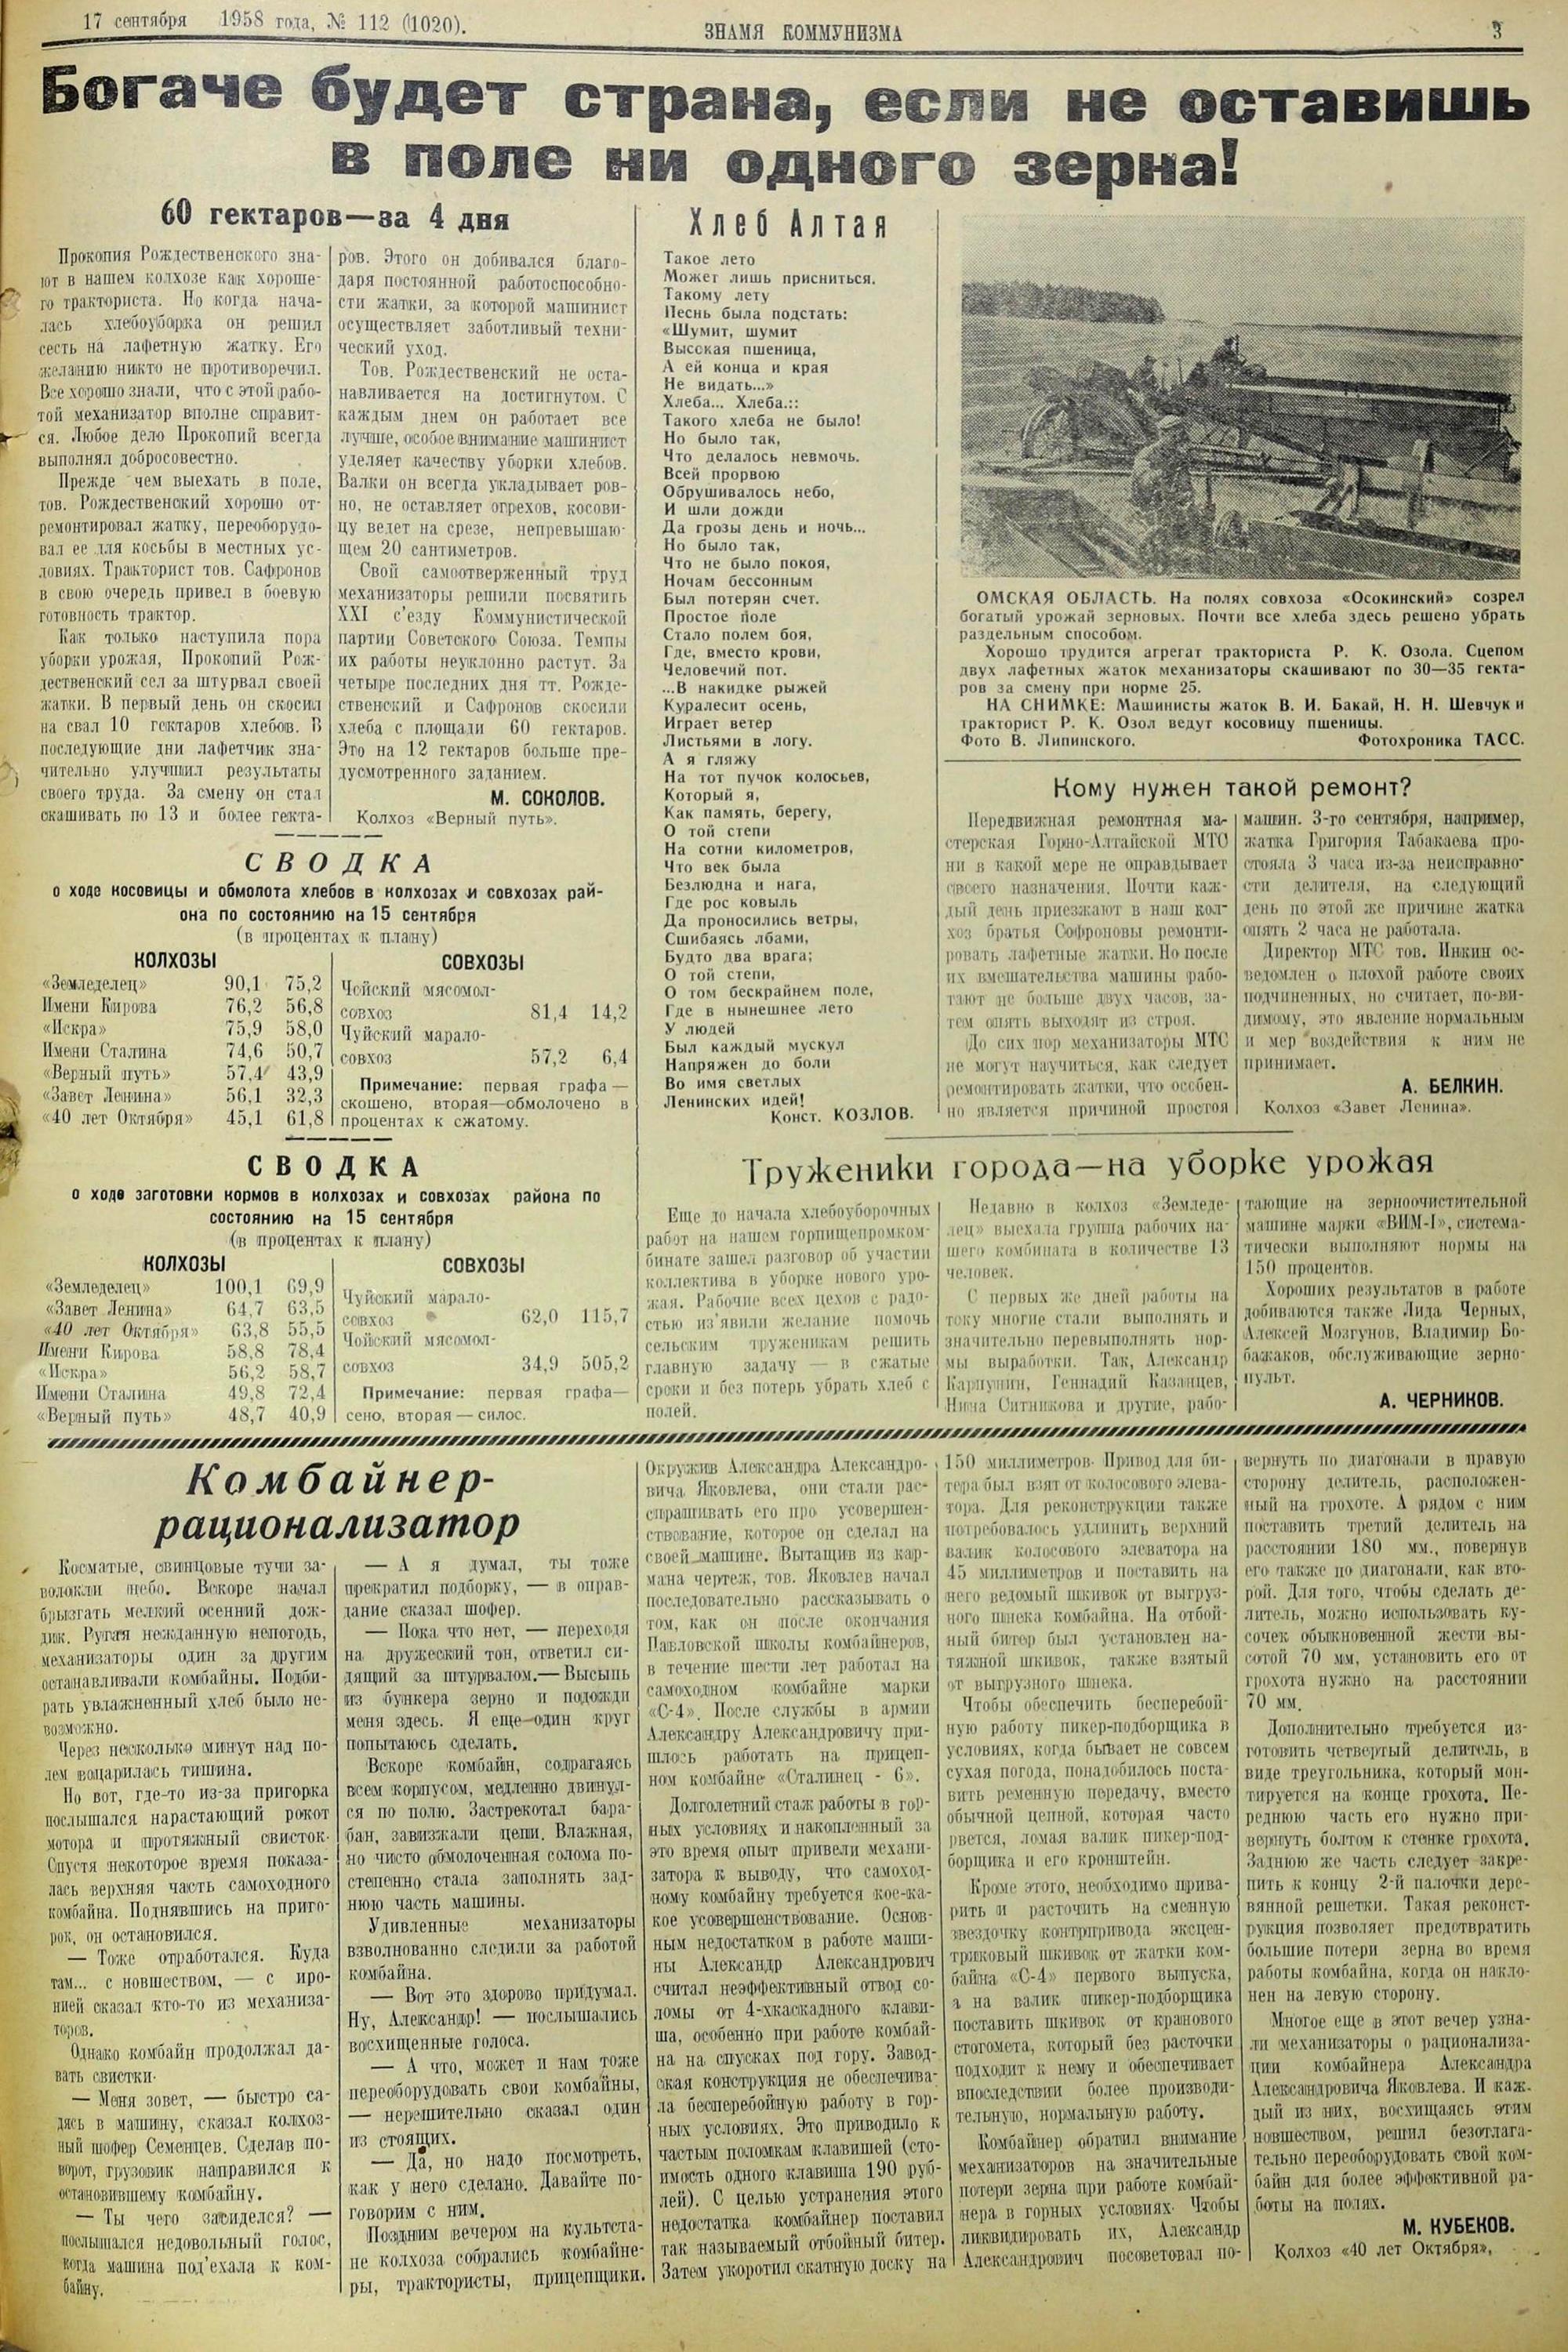 17 сентября 1958 года, № 112 (1020).
ЗНАМЯ КОММУНИЗМА
3
Богаче будет страна, если не оставишь
в поле ни одного зерна!
60 гектаров—за 4 дня
Прокопия Рождественского зна-
ют в нашем колхозе как хороше-
го тракториста. Но когда нача-
лась хлебоуборка он решил
сесть на лафетную жатку. Его
желанию никто не противоречил.
Все хорошо знали, что с этой рабо-
той механизатор вполне справит-
ся. Любое дело Прокопий всегда
выполнял добросовестно.
Прежде чем выехать в поле,
тов. Рождественский хорошо от-
ремонтировал жатку, переоборудо-
вал ее для косьбы в местных ус-
ловиях. Тракторист тов. Сафронов
в свою очередь привел в боевую
готовность трактор.
Как только наступила пора
уборки урожая, Прокопий Рож-
дественский сел за штурвал своей
жатки. В первый день он скосил
на свал 10 гектаров хлебов. В
последующие дни лафетчик зна-
чительно улучшил результаты
своего труда. За смену он стал
скашивать по 13 и более гекта-
ров. Этого он добивался благо-
даря постоянной работоспособно-
сти жатки, за которой машинист
осуществляет заботливый техни-
ческий уход.
Тов. Рождественский не оста-
навливается на достигнутом. С
каждым днем он работает все
лучше, особое внимание машинист
уделяет качеству уборки хлебов.
Валки он всегда укладывает ров-
но, не оставляет огрехов, косови-
цу ведет на срезе, непревышаю-
щем 20 сантиметров.
Свой самоотверженный труд
механизаторы решили посвятить
XXI с'езду Коммунистической
партии Советского Союза. Темпы
их работы неуклонно растут. За
четыре последних дня тт. Рожде-
ственский и Сафронов скосили
хлеба с площади 60 гектаров.
Это на 12 гектаров больше пре-
дусмотренного заданием.
М. СОКОЛОВ.
Колхоз «Верный путь».
СВОДКА
о ходе косовицы и обмолота хлебов в колхозах и совхозах рай-
она по состоянию на 15 сентября
(в процентах к плану)
КОЛХОЗЫ
«Земледелец» 90,1 75,2
Имени Кирова 76,2 56,8
«Искра» 75,9 58,0
Имени Сталина 74,6 50,7
«Верный путь» 57,4 43,9
«Завет Ленина» 56,1 32,3
«40 лет Октября» 45,1 61,8
СОВХОЗЫ
Чойский мясомол-
совхоз 81,4 14,2
Чуйский марало-
совхоз 57,2 6,4
Примечание: первая графа —
скошено, вторая—обмолочено в
процентах к сжатому.
СВОДКА
о ходе заготовки кормов в колхозах и совхозах района по
состоянию на 15 сентября
(в процентах к плану)
КОЛХОЗЫ
«Земледелец» 100,1 69,9
«Завет Ленина» 64,7 63,5
«40 лет Октября» 63,8 55,5
Имени Кирова 58,8 78,4
«Искра» 56,2 58,7
Имени Сталина 49,8 72,4
«Верный путь» 48,7 40,9
СОВХОЗЫ
Чуйский марало-
совхоз 62,0 115,7
Чойский мясомол-
совхоз 34,9 505,2
Примечание: первая графа—
сено, вторая — силос.
Хлеб Алтая
Такое лето
Может лишь присниться.
Такому лету
Песнь была подстать:
«Шумит, шумит
Высокая пшеница,
А ей конца и края
Не видать...»
Хлеба... Хлеба.::
Такого хлеба не было!
Но было так,
Что делалось невмочь.
Всей прорвою
Обрушивалось небо,
И шли дожди
Да грозы день и ночь...
Но было так,
Что не было покоя,
Ночам бессонным
Был потерян счет.
Простое поле
Стало полем боя,
Где, вместо крови,
Человечий пот.
...В накидке рыжей
Куралесит осень,
Играет ветер
Листьями в логу.
А я гляжу
На тот пучок колосьев,
Который я,
Как память, берегу,
О той степи
На сотни километров,
Что век была
Безлюдна и нага,
Где рос ковыль
Да проносились ветры,
Сшибаясь лбами,
Будто два врага;
О той степи,
О том бескрайнем поле,
Где в нынешнее лето
У людей
Был каждый мускул
Напряжен до боли
Во имя светлых
Ленинских идей!
Конст. КОЗЛОВ.
ОМСКАЯ ОБЛАСТЬ. На полях совхоза «Осокинский» созрел
богатый урожай зерновых. Почти все хлеба здесь решено убрать
раздельным способом.
Хорошо трудится агрегат тракториста Р. К. Озола. Сцепом
двух лафетных жаток механизаторы скашивают по 30—35 гекта-
ров за смену при норме 25.
НА СНИМКЕ: Машинисты жаток В. И. Бакай, Н. Н. Шевчук и
тракторист Р. К. Озол ведут косовицу пшеницы.
Фото В. Липинского. Фотохроника ТАСС.
Кому нужен такой ремонт?
Передвижная ремонтная ма-
стерская Горно-Алтайской МТС
ни в какой мере не оправдывает
своего назначения. Почти каж-
дый день приезжают в наш кол-
хоз братья Софроновы ремонти-
ровать лафетные жатки. Но после
их вмешательства машины рабо-
тают не больше двух часов, за-
тем опять выходят из строя.
До сих пор механизаторы МТС
не могут научиться, как следует
ремонтировать жатки, что особен-
но является причиной простоя
машин. 3-го сентября, например,
жатка Григория Табакаева про-
стояла 3 часа из-за неисправно-
сти делителя, на следующий
день по этой же причине жатка
опять 2 часа не работала.
Директор МТС тов. Инкин ос-
ведомлен о плохой работе своих
подчиненных, но считает, по-ви-
димому, это явление нормальным
и мер воздействия к ним не
принимает.
А. БЕЛКИН.
Колхоз «Завет Ленина».
Труженики города—на уборке урожая
Еще до начала хлебоуборочных
работ на нашем горпищепромком-
бинате зашел разговор об участии
коллектива в уборке нового уро-
жая. Рабочие всех цехов с радо-
стью из'явили желание помочь
сельским труженикам решить
главную задачу — в сжатые
сроки и без потерь убрать хлеб с
полей.
Недавно в колхоз «Земледе-
лец» выехала группа рабочих на-
шего комбината в количестве 13
человек.
С первых же дней работы на
току многие стали выполнять и
значительно перевыполнять нор-
мы выработки. Так, Александр
Карпунин, Геннадий Казанцев,
Нина Ситникова и другие, рабо-
тающие на зерноочистительной
машине марки «ВИМ-I», система-
тически выполняют нормы на
150 процентов.
Хороших результатов в работе
добиваются также Лида Черных,
Алексей Мозгунов, Владимир Бо-
бажаков, обслуживающие зерно-
пульт.
А. ЧЕРНИКОВ.
Комбайнер-
рационализатор
Косматые, свинцовые тучи за-
волокли небо. Вскоре начал
брызгать мелкий осенний дож-
дик. Ругая нежданную непогодь,
механизаторы один за другим
останавливали комбайны. Подби-
рать увлажненный хлеб было не-
возможно.
Через несколько минут над по-
лем воцарилась тишина.
Но вот, где-то из-за пригорка
послышался нарастающий рокот
мотора и протяжный свисток.
Спустя некоторое время показа-
лась верхняя часть самоходного
комбайна. Поднявшись на приго-
рок, он остановился.
— Тоже отработался. Куда
там... с новшеством, — с иро-
нией сказал кто-то из механиза-
торов.
Однако комбайн продолжал да-
вать свистки.
— Меня зовет, — быстро са-
дясь в машину, сказал колхоз-
ный шофер Семенцев. Сделав по-
ворот, грузовик направился к
остановившему комбайну.
— Ты чего засиделся? —
послышался недовольный голос,
когда машина под'ехала к ком-
байну.
— А я думал, ты тоже
прекратил подборку, — в оправ-
дание сказал шофер.
— Пока что нет, — переходя
на дружеский тон, ответил си-
дящий за штурвалом.— Высыпь
из бункера зерно и подожди
меня здесь. Я еще один круг
попытаюсь сделать.
Вскоре комбайн, содрагаясь
всем корпусом, медленно двинул-
ся по полю. Застрекотал бара-
бан, завизжали цепи. Влажная,
но чисто обмолоченная солома по-
степенно стала заполнять зад-
нюю часть машины.
Удивленные механизаторы
взволнованно следили за работой
комбайна.
— Вот это здорово придумал.
Ну, Александр! — послышались
восхищенные голоса.
— А что, может и нам тоже
переоборудовать свои комбайны,
— нерешительно сказал один
из стоящих.
— Да, но надо посмотреть,
как у него сделано. Давайте по-
говорим с ним.
Поздним вечером на культста-
не колхоза собрались комбайне-
ры, трактористы, прицепщики.
Окружив Александра Александро-
вича Яковлева, они стали рас-
спрашивать его про усовершен-
ствование, которое он сделал на
своей машине. Вытащив из кар-
мана чертеж, тов. Яковлев начал
последовательно рассказывать о
том, как он после окончания
Павловской школы комбайнеров,
в течение шести лет работал на
самоходном комбайне марки
«С-4». После службы в армии
Александру Александровичу при-
шлось работать на прицеп-
ном комбайне «Сталинец - 6».
Долголетний стаж работы в гор-
ных условиях и накопленный за
это время опыт привели механи-
затора к выводу, что самоход-
ному комбайну требуется кое-ка-
кое усовершенствование. Основ-
ным недостатком в работе маши-
ны Александр Александрович
считал неэффективный отвод со-
ломы от 4-хкаскадного клави-
ша, особенно при работе комбай-
на на спусках под гору. Завод-
ская конструкция не обеспечива-
ла бесперебойную работу в гор-
ных условиях. Это приводило к
частым поломкам клавишей (сто-
имость одного клавиша 190 руб-
лей). С целью устранения этого
недостатка комбайнер поставил
так называемый отбойный битер.
Затем укоротил скатную доску на
150 миллиметров. Привод для би-
тера был взят от колосового элева-
тора. Для реконструкции также
потребовалось удлинить верхний
валик колосового элеватора на
45 миллиметров и поставить на
него ведомый шкивок от выгруз-
ного шнека комбайна. На отбой-
ный битер был установлен на-
тяжной шкивок, также взятый
от выгрузного шнека.
Чтобы обеспечить бесперебой-
ную работу пикер-подборщика в
условиях, когда бывает не совсем
сухая погода, понадобилось поста-
вить ременную передачу, вместо
обычной цепной, которая часто
рвется, ломая валик пикер-под-
борщика и его кронштейн.
Кроме этого, необходимо прива-
рить и расточить на сменную
звездочку контрпривода эксцен-
триковый шкивок от жатки ком-
байна «С-4» первого выпуска,
а на валик пикер-подборщика
поставить шкивок от кранового
стогомета, который без расточки
подходит к нему и обеспечивает
впоследствии более производи-
тельную, нормальную работу.
Комбайнер обратил внимание
механизаторов на значительные
потери зерна при работе комбай-
нера в горных условиях. Чтобы
ликвидировать их, Александр
Александрович посоветовал по-
вернуть по диагонали в правую
сторону делитель, расположен-
ный на грохоте. А рядом с ним
поставить третий делитель на
расстоянии 180 мм., повернув
его также по диагонали, как вто-
рой. Для того, чтобы сделать де-
литель, можно использовать ку-
сочек обыкновенной жести вы-
сотой 70 мм, установить его от
грохота нужно на расстоянии
70 мм.
Дополнительно требуется из-
готовить четвертый делитель, в
виде треугольника, который мон-
тируется на конце грохота. Пе-
реднюю часть его нужно при-
вернуть болтом к стенке грохота.
Заднюю же часть следует закре-
пить к концу 2-й палочки дере-
вянной решетки. Такая реконст-
рукция позволяет предотвратить
большие потери зерна во время
работы комбайна, когда он накло-
нен на левую сторону.
Многое еще в этот вечер узна-
ли механизаторы о рационализа-
ции комбайнера Александра
Александровича Яковлева. И каж-
дый из них, восхищаясь этим
новшеством, решил безотлага-
тельно переоборудовать свой ком-
байн для более эффективной ра-
боты на полях.
М. КУБЕКОВ.
Колхоз «40 лет Октября»,